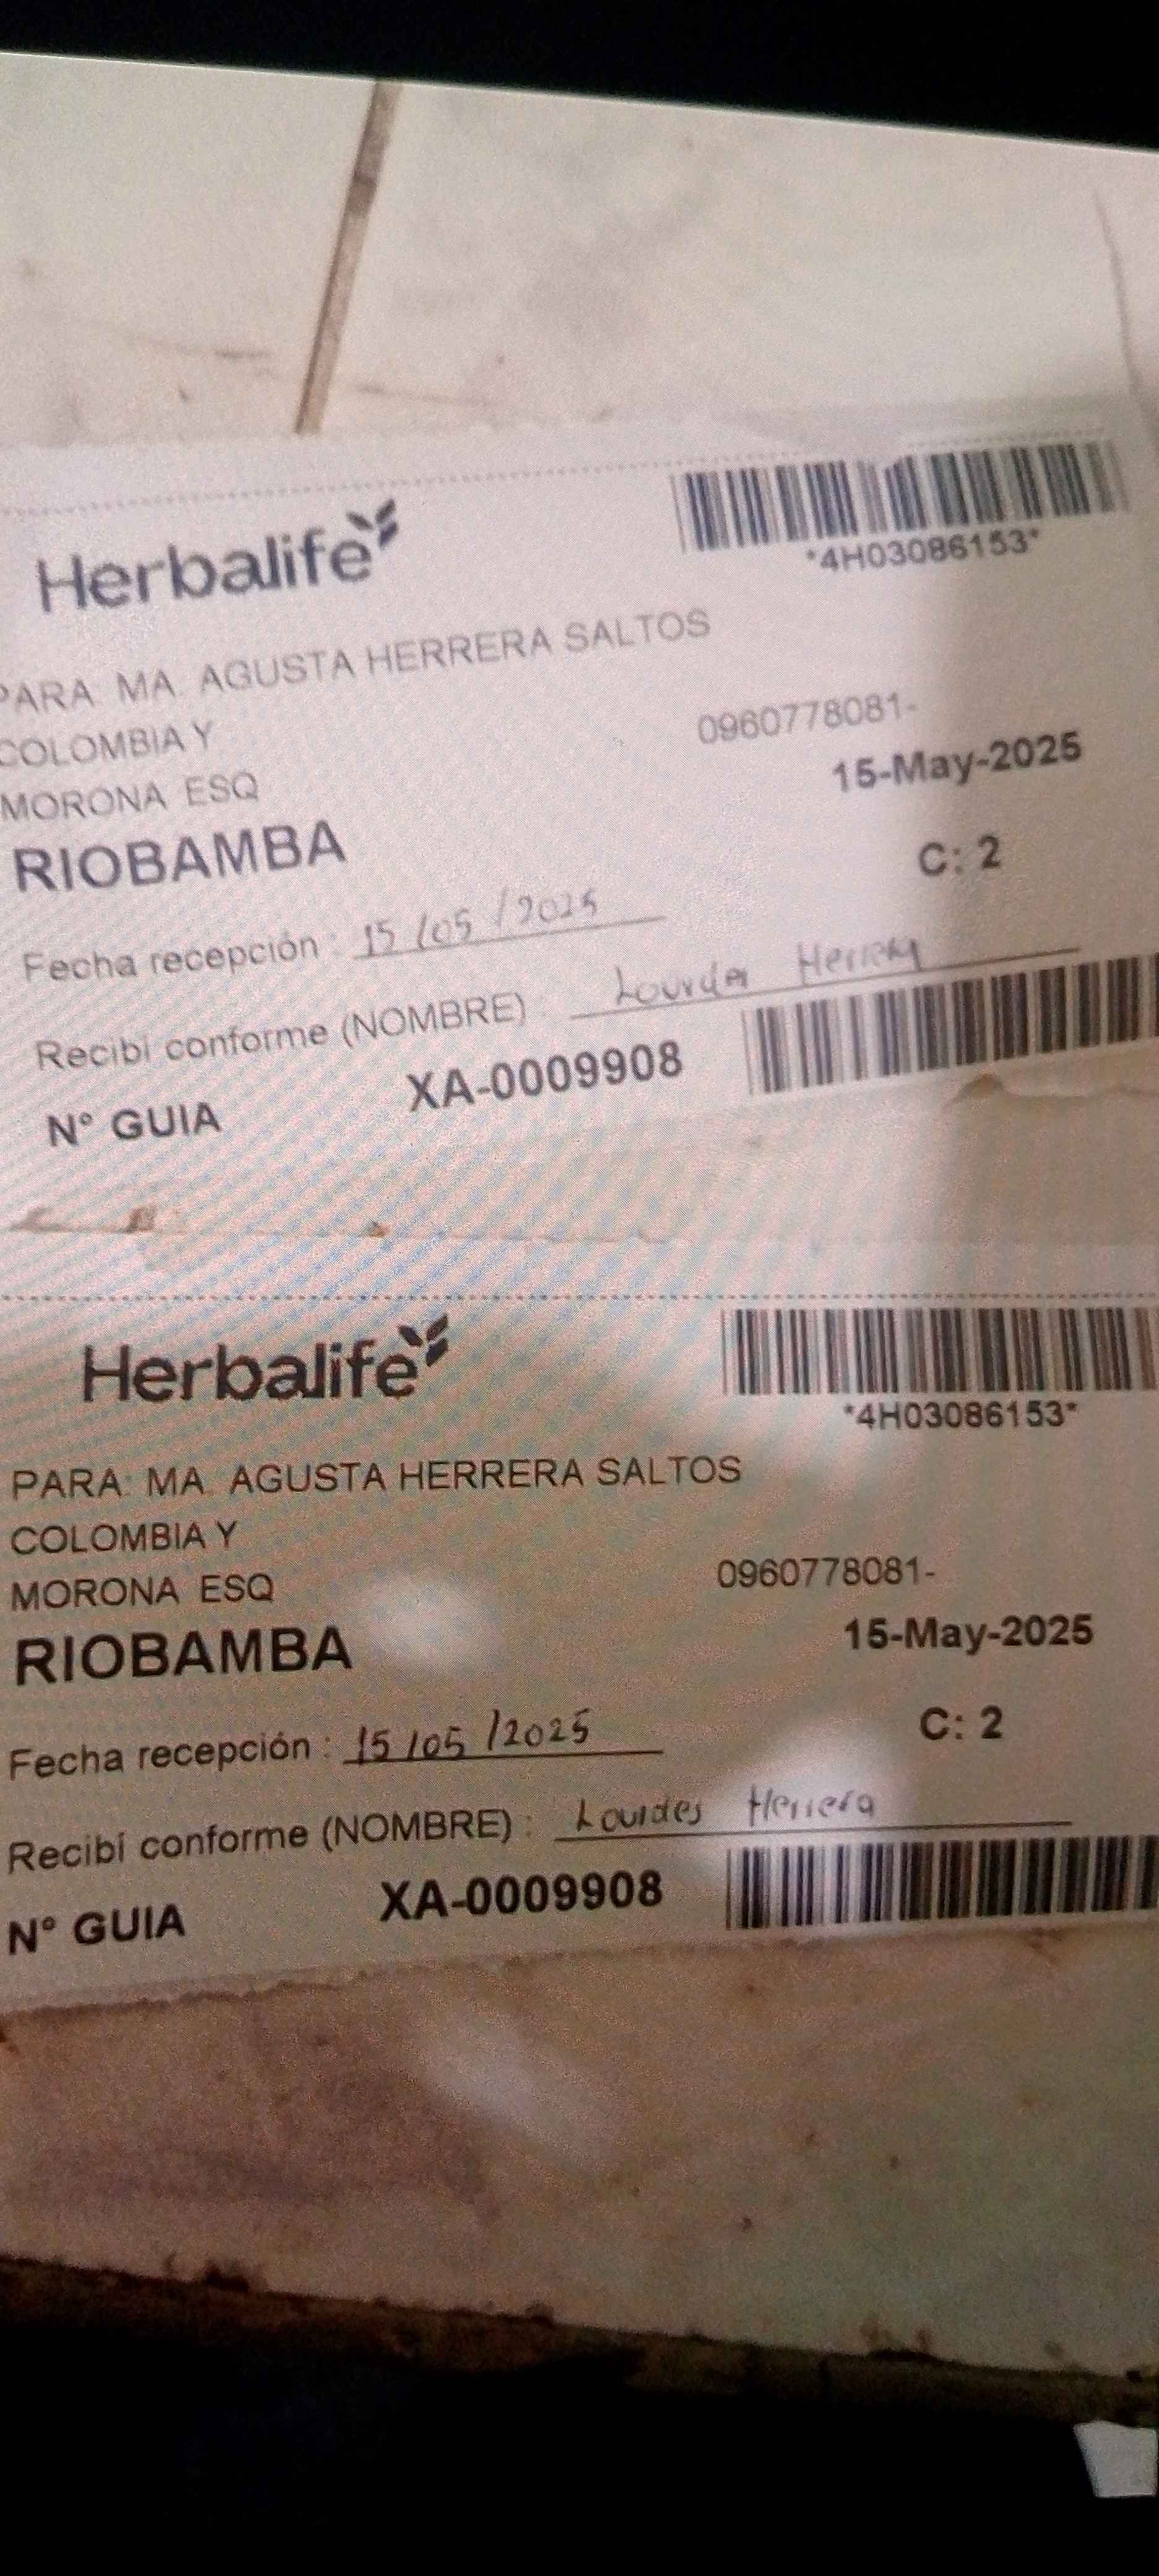 Herbalife
*4H03086153*
PARA: MA. AGUSTA HERRERA SALTOS
COLOMBIA Y
0960778081-
MORONA ESQ
15-May-2025
RIOBAMBA
C: 2
Fecha recepción : 15/05/2025
Recibí conforme (NOMBRE) : Lourdes Herrera
N° GUIA XA-0009908
Herbalife
*4H03086153*
PARA: MA. AGUSTA HERRERA SALTOS
COLOMBIA Y
0960778081-
MORONA ESQ
15-May-2025
RIOBAMBA
C: 2
Fecha recepción : 15/05/2025
Recibí conforme (NOMBRE) : Lourdes Herrera
N° GUIA XA-0009908